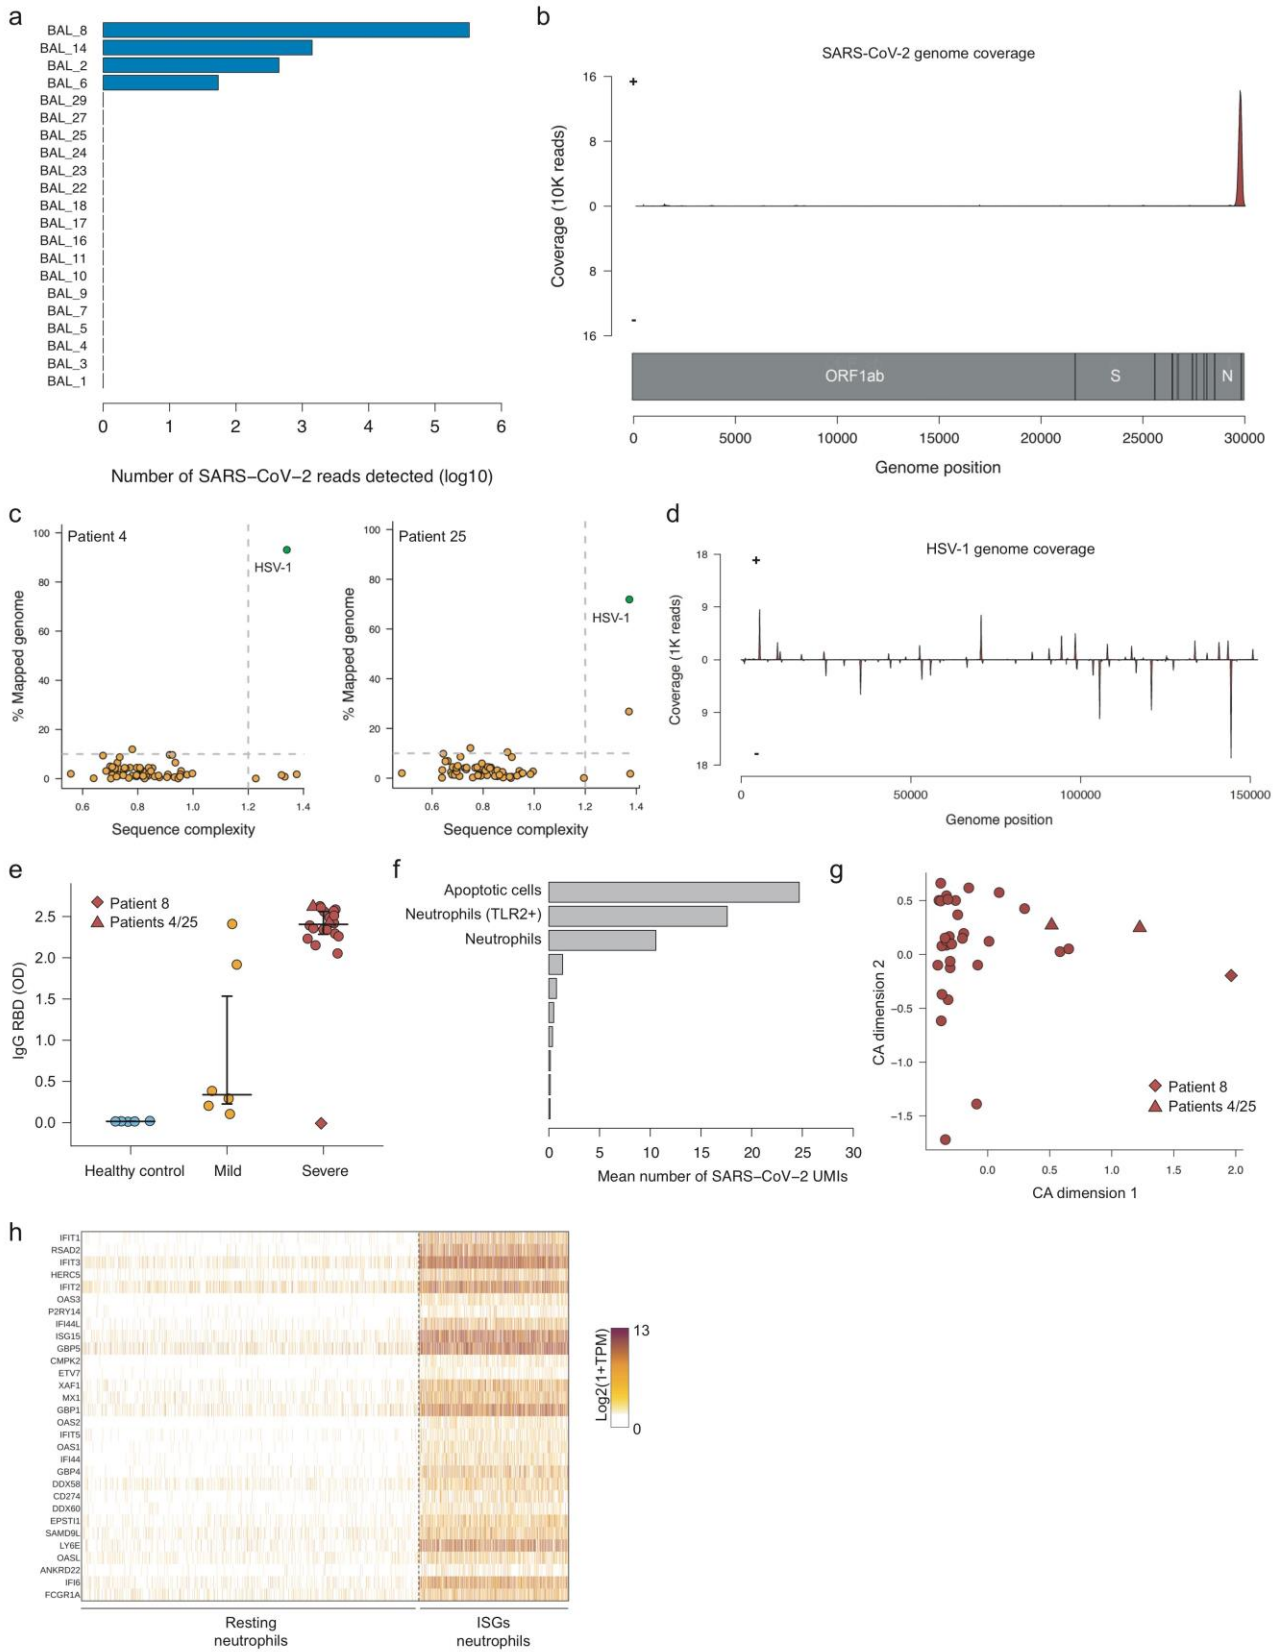 a
BAL_8
BAL_14
BAL_2
BAL_6
BAL_29
BAL_27
BAL_25
BAL_24
BAL_23
BAL_22
BAL_18
BAL_17
BAL_16
BAL_11
BAL_10
BAL_9
BAL_7
BAL_5
BAL_4
BAL_3
BAL_1
0 1 2 3 4 5 6
Number of SARS−CoV−2 reads detected (log10)
b
SARS-CoV-2 genome coverage
Coverage (10K reads)
16
8
0
8
16
+
-
ORF1ab S N
0 5000 10000 15000 20000 25000 30000
Genome position
c
Patient 4
% Mapped genome
100
80
60
40
20
0
HSV-1
0.6 0.8 1.0 1.2 1.4
Sequence complexity
Patient 25
% Mapped genome
100
80
60
40
20
0
HSV-1
0.6 0.8 1.0 1.2 1.4
Sequence complexity
d
HSV-1 genome coverage
Coverage (1K reads)
18
9
0
9
18
+
-
0 50000 100000 150000
Genome position
e
Patient 8
Patients 4/25
IgG RBD (OD)
2.5
2.0
1.5
1.0
0.5
0.0
Healthy control Mild Severe
f
Apoptotic cells
Neutrophils (TLR2+)
Neutrophils
0 5 10 15 20 25 30
Mean number of SARS−CoV−2 UMIs
g
CA dimension 2
0.5
0.0
−0.5
−1.0
−1.5
Patient 8
Patients 4/25
0.0 0.5 1.0 1.5 2.0
CA dimension 1
h
IFIT1
RSAD2
IFIT3
HERC5
IFIT2
OAS3
P2RY14
IFI44L
ISG15
GBP5
CMPK2
ETV7
XAF1
MX1
GBP1
OAS2
IFIT5
OAS1
IFI44
GBP4
DDX58
CD274
DDX60
EPSTI1
SAMD9L
LY6E
OASL
ANKRD22
IFI6
FCGR1A
Resting
neutrophils
ISGs
neutrophils
Log2(1+TPM)
13
0